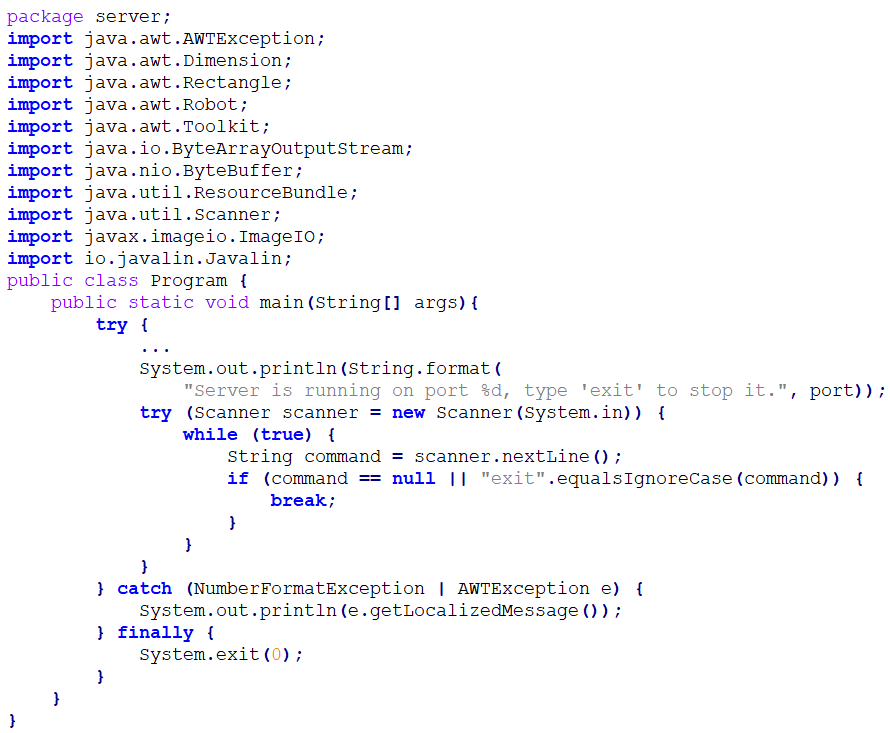 package server;
import java.awt.AWTException;
import java.awt.Dimension;
import java.awt.Rectangle;
import java.awt.Robot;
import java.awt.Toolkit;
import java.io.ByteArrayOutputStream;
import java.nio.ByteBuffer;
import java.util.ResourceBundle;
import java.util.Scanner;
import javax.imageio.ImageIO;
import io.javalin.Javalin;
public class Program {
    public static void main(String[] args){
        try {
            ...
            System.out.println(String.format(
                "Server is running on port %d, type 'exit' to stop it.", port));
            try (Scanner scanner = new Scanner(System.in)) {
                while (true) {
                    String command = scanner.nextLine();
                    if (command == null || "exit".equalsIgnoreCase(command)) {
                        break;
                    }
                }
            }
        } catch (NumberFormatException | AWTException e) {
            System.out.println(e.getLocalizedMessage());
        } finally {
            System.exit(0);
        }
    }
}